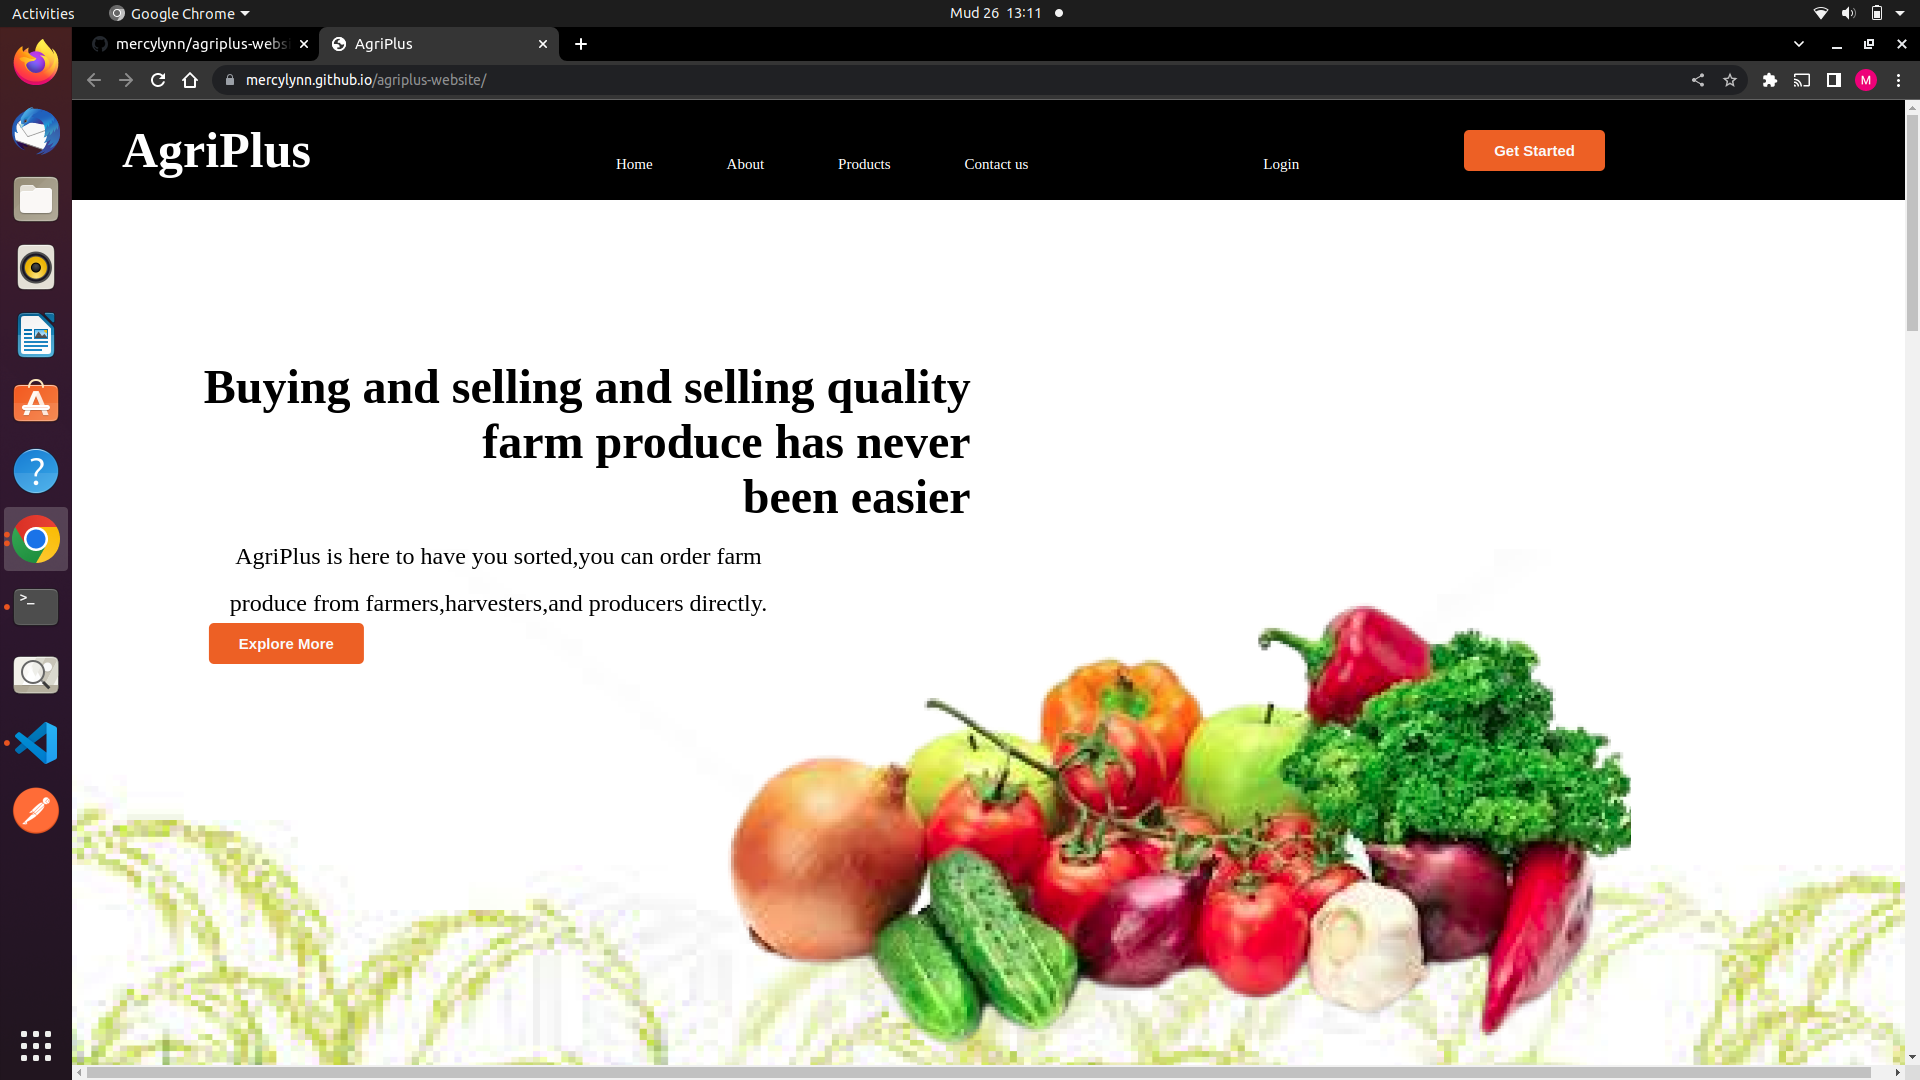 Activities
Google Chrome
Mud 26 13:11
mercylynn/agriplus-webs
AgriPlus
mercylynn.github.io/agriplus-website/
M
AgriPlus
Home
About
Products
Contact us
Login
Get Started
Buying and selling and selling quality
farm produce has never
been easier
AgriPlus is here to have you sorted,you can order farm
produce from farmers,harvesters,and producers directly.
Explore More